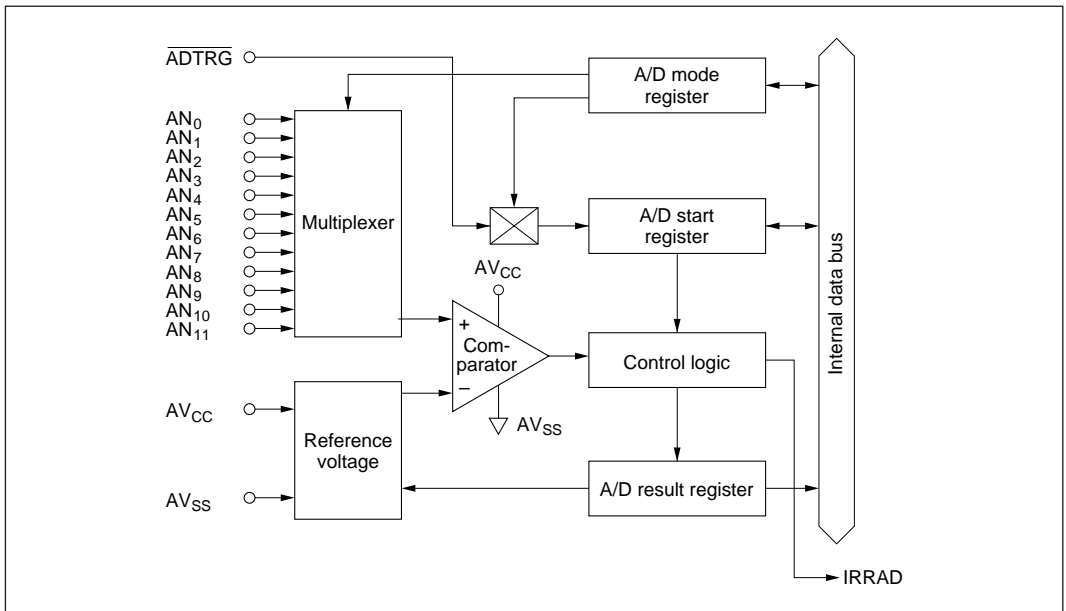 ADTRG
A/D mode
register
AN0
AN1
AN2
AN3
AN4
AN5
AN6
AN7
AN8
AN9
AN10
AN11
Multiplexer
A/D start
register
AVCC
+
Com-
parator
–
AVSS
Control logic
AVCC
AVSS
Reference
voltage
A/D result register
Internal data bus
IRRAD